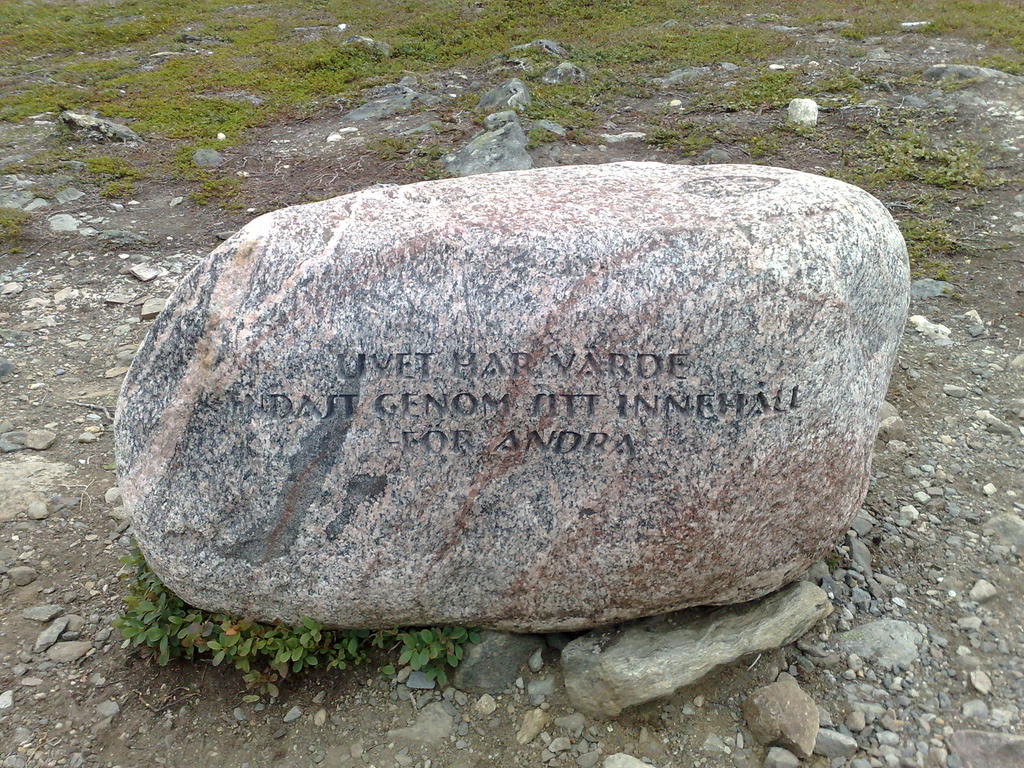 LIVET HAR VÄRDE
ENDAST GENOM SITT INNEHÅLL
-FÖR ANDRA